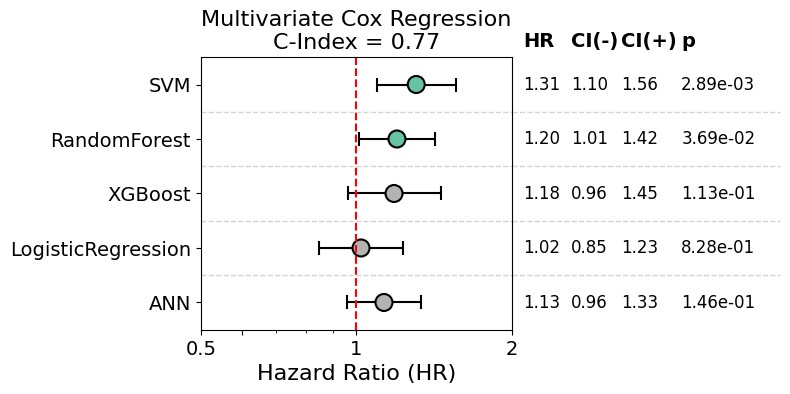 Multivariate Cox Regression
C-Index = 0.77
HR CI(-) CI(+) p
SVM 1.31 1.10 1.56 2.89e-03
RandomForest 1.20 1.01 1.42 3.69e-02
XGBoost 1.18 0.96 1.45 1.13e-01
LogisticRegression 1.02 0.85 1.23 8.28e-01
ANN 1.13 0.96 1.33 1.46e-01
0.5 1 2
Hazard Ratio (HR)